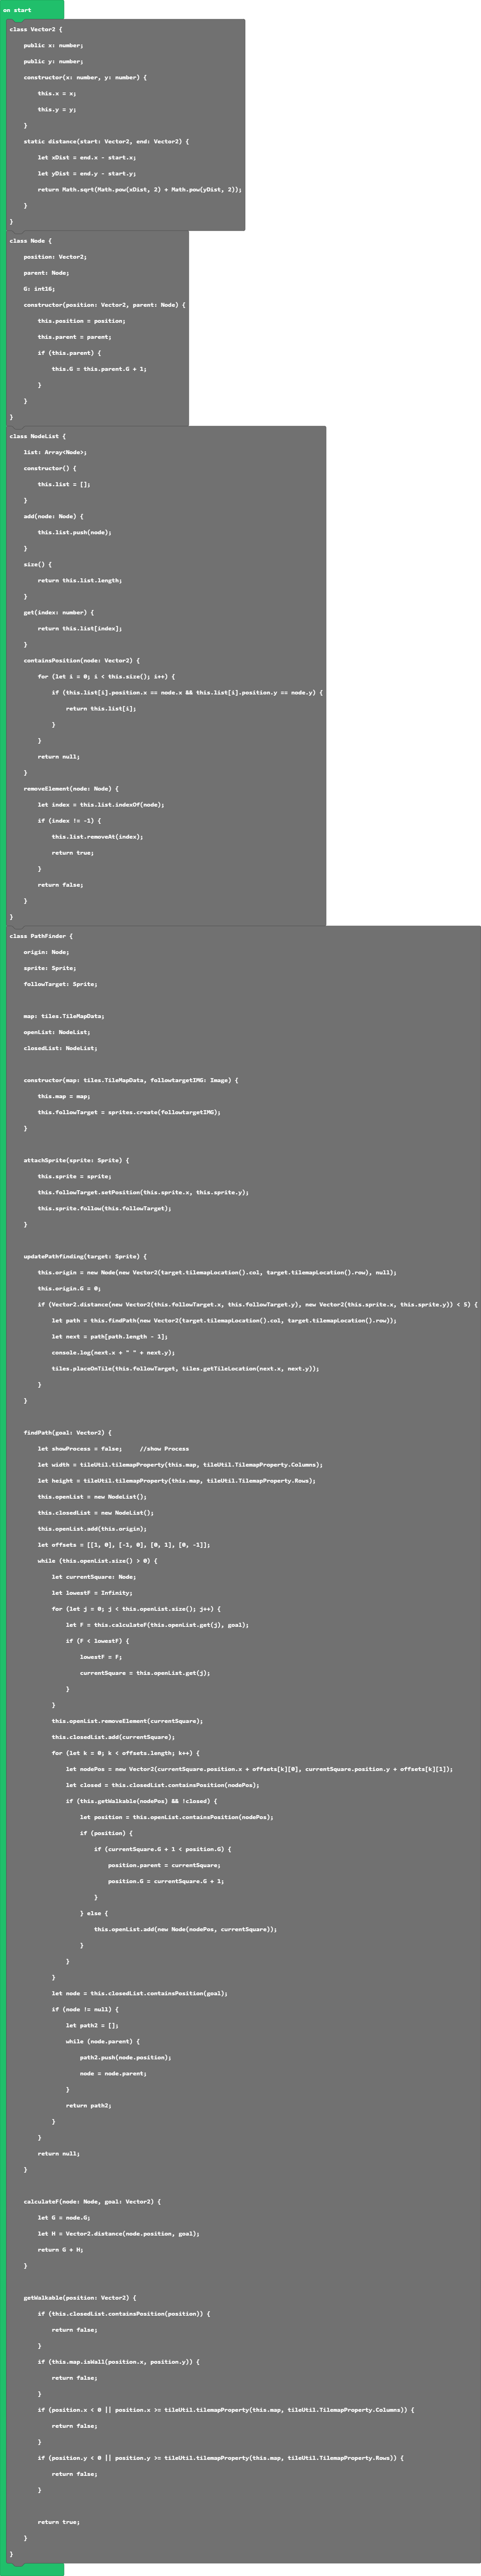 on start
class Vector2 {
public x: number;
public y: number;
constructor(x: number, y: number) {
this.x = x;
this.y = y;
}
static distance(start: Vector2, end: Vector2) {
let xDist = end.x - start.x;
let yDist = end.y - start.y;
return Math.sqrt(Math.pow(xDist, 2) + Math.pow(yDist, 2));
}
}
class Node {
position: Vector2;
parent: Node;
G: int16;
constructor(position: Vector2, parent: Node) {
this.position = position;
this.parent = parent;
if (this.parent) {
this.G = this.parent.G + 1;
}
}
}
class NodeList {
list: Array<Node>;
constructor() {
this.list = [];
}
add(node: Node) {
this.list.push(node);
}
size() {
return this.list.length;
}
get(index: number) {
return this.list[index];
}
containsPosition(node: Vector2) {
for (let i = 0; i < this.size(); i++) {
if (this.list[i].position.x == node.x && this.list[i].position.y == node.y) {
return this.list[i];
}
}
return null;
}
removeElement(node: Node) {
let index = this.list.indexOf(node);
if (index != -1) {
this.list.removeAt(index);
return true;
}
return false;
}
}
class PathFinder {
origin: Node;
sprite: Sprite;
followTarget: Sprite;
map: tiles.TileMapData;
openList: NodeList;
closedList: NodeList;
constructor(map: tiles.TileMapData, followtargetIMG: Image) {
this.map = map;
this.followTarget = sprites.create(followtargetIMG);
}
attachSprite(sprite: Sprite) {
this.sprite = sprite;
this.followTarget.setPosition(this.sprite.x, this.sprite.y);
this.sprite.follow(this.followTarget);
}
updatePathfinding(target: Sprite) {
this.origin = new Node(new Vector2(target.tilemapLocation().col, target.tilemapLocation().row), null);
this.origin.G = 0;
if (Vector2.distance(new Vector2(this.followTarget.x, this.followTarget.y), new Vector2(this.sprite.x, this.sprite.y)) < 5) {
let path = this.findPath(new Vector2(target.tilemapLocation().col, target.tilemapLocation().row));
let next = path[path.length - 1];
console.log(next.x + " " + next.y);
tiles.placeOnTile(this.followTarget, tiles.getTileLocation(next.x, next.y));
}
}
findPath(goal: Vector2) {
let showProcess = false; //show Process
let width = tileUtil.tilemapProperty(this.map, tileUtil.TilemapProperty.Columns);
let height = tileUtil.tilemapProperty(this.map, tileUtil.TilemapProperty.Rows);
this.openList = new NodeList();
this.closedList = new NodeList();
this.openList.add(this.origin);
let offsets = [[1, 0], [-1, 0], [0, 1], [0, -1]];
while (this.openList.size() > 0) {
let currentSquare: Node;
let lowestF = Infinity;
for (let j = 0; j < this.openList.size(); j++) {
let F = this.calculateF(this.openList.get(j), goal);
if (F < lowestF) {
lowestF = F;
currentSquare = this.openList.get(j);
}
}
this.openList.removeElement(currentSquare);
this.closedList.add(currentSquare);
for (let k = 0; k < offsets.length; k++) {
let nodePos = new Vector2(currentSquare.position.x + offsets[k][0], currentSquare.position.y + offsets[k][1]);
let closed = this.closedList.containsPosition(nodePos);
if (this.getWalkable(nodePos) && !closed) {
let position = this.openList.containsPosition(nodePos);
if (position) {
if (currentSquare.G + 1 < position.G) {
position.parent = currentSquare;
position.G = currentSquare.G + 1;
}
} else {
this.openList.add(new Node(nodePos, currentSquare));
}
}
}
let node = this.closedList.containsPosition(goal);
if (node != null) {
let path2 = [];
while (node.parent) {
path2.push(node.position);
node = node.parent;
}
return path2;
}
}
return null;
}
calculateF(node: Node, goal: Vector2) {
let G = node.G;
let H = Vector2.distance(node.position, goal);
return G + H;
}
getWalkable(position: Vector2) {
if (this.closedList.containsPosition(position)) {
return false;
}
if (this.map.isWall(position.x, position.y)) {
return false;
}
if (position.x < 0 || position.x >= tileUtil.tilemapProperty(this.map, tileUtil.TilemapProperty.Columns)) {
return false;
}
if (position.y < 0 || position.y >= tileUtil.tilemapProperty(this.map, tileUtil.TilemapProperty.Rows)) {
return false;
}
return true;
}
}